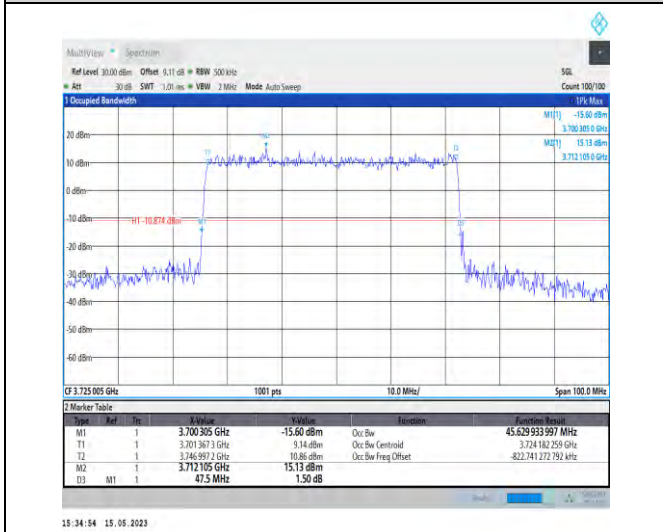 MultiView Spectrum
Ref Level 30.00 dBm Offset 9.11 dB RBW 500 kHz SGL
Att 30 dB SWT 1.01 ms VBW 2 MHz Mode Auto Sweep Count 100/100
1 Occupied Bandwidth 1Pk Max
M1[1] -15.60 dBm
3.700 305 0 GHz
M2[1] 15.13 dBm
3.712 105 0 GHz
20 dBm
10 dBm
0 dBm
-10 dBm
H1 -10.874 dBm
M1
-20 dBm
-30 dBm
-40 dBm
-50 dBm
-60 dBm
CF 3.725 005 GHz 1001 pts 10.0 MHz/ Span 100.0 MHz
2 Marker Table
Type Ref Trc X-Value Y-Value Function Function Result
M1 1 3.700 305 GHz -15.60 dBm Occ Bw 45.629 933 997 MHz
T1 1 3.701 367 3 GHz 9.14 dBm Occ Bw Centroid 3.724 182 259 GHz
T2 1 3.746 997 2 GHz 10.86 dBm Occ Bw Freq Offset -822.741 272 792 kHz
M2 1 3.712 105 GHz 15.13 dBm
D3 M1 1 47.5 MHz 1.50 dB
15:34:54 15.05.2023